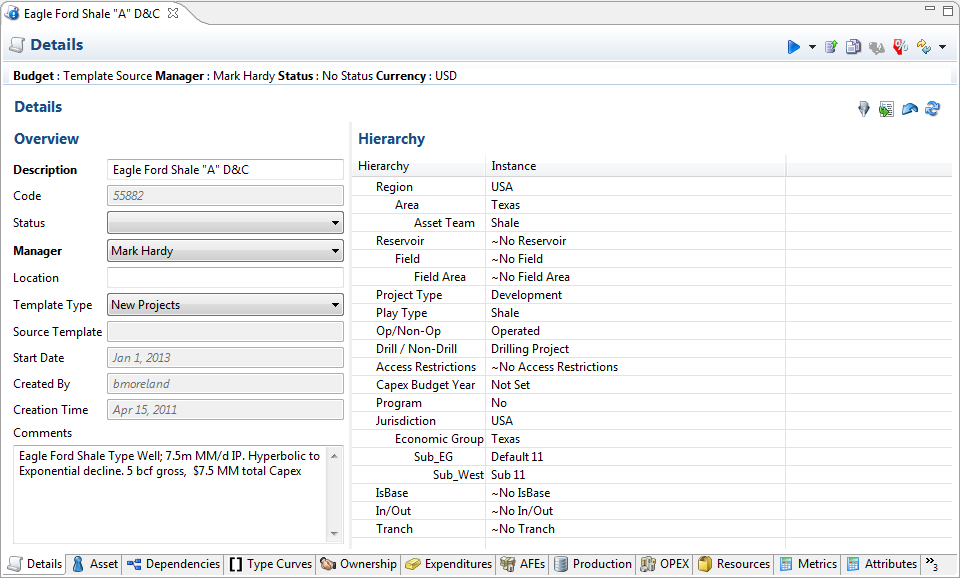 Eagle Ford Shale "A" D&C
Details
Budget : Template Source Manager : Mark Hardy Status : No Status Currency : USD
Details
Overview
Description Eagle Ford Shale "A" D&C
Code 55882
Status
Manager Mark Hardy
Location
Template Type New Projects
Source Template
Start Date Jan 1, 2013
Created By bmoreland
Creation Time Apr 15, 2011
Comments
Eagle Ford Shale Type Well; 7.5m MM/d IP. Hyperbolic to
Exponential decline. 5 bcf gross, $7.5 MM total Capex
Hierarchy
Hierarchy Instance
Region USA
Area Texas
Asset Team Shale
Reservoir ~No Reservoir
Field ~No Field
Field Area ~No Field Area
Project Type Development
Play Type Shale
Op/Non-Op Operated
Drill / Non-Drill Drilling Project
Access Restrictions ~No Access Restrictions
Capex Budget Year Not Set
Program No
Jurisdiction USA
Economic Group Texas
Sub_EG Default 11
Sub_West Sub 11
IsBase ~No IsBase
In/Out ~No In/Out
Tranch ~No Tranch
Details Asset Dependencies Type Curves Ownership Expenditures AFEs Production OPEX Resources Metrics Attributes »3